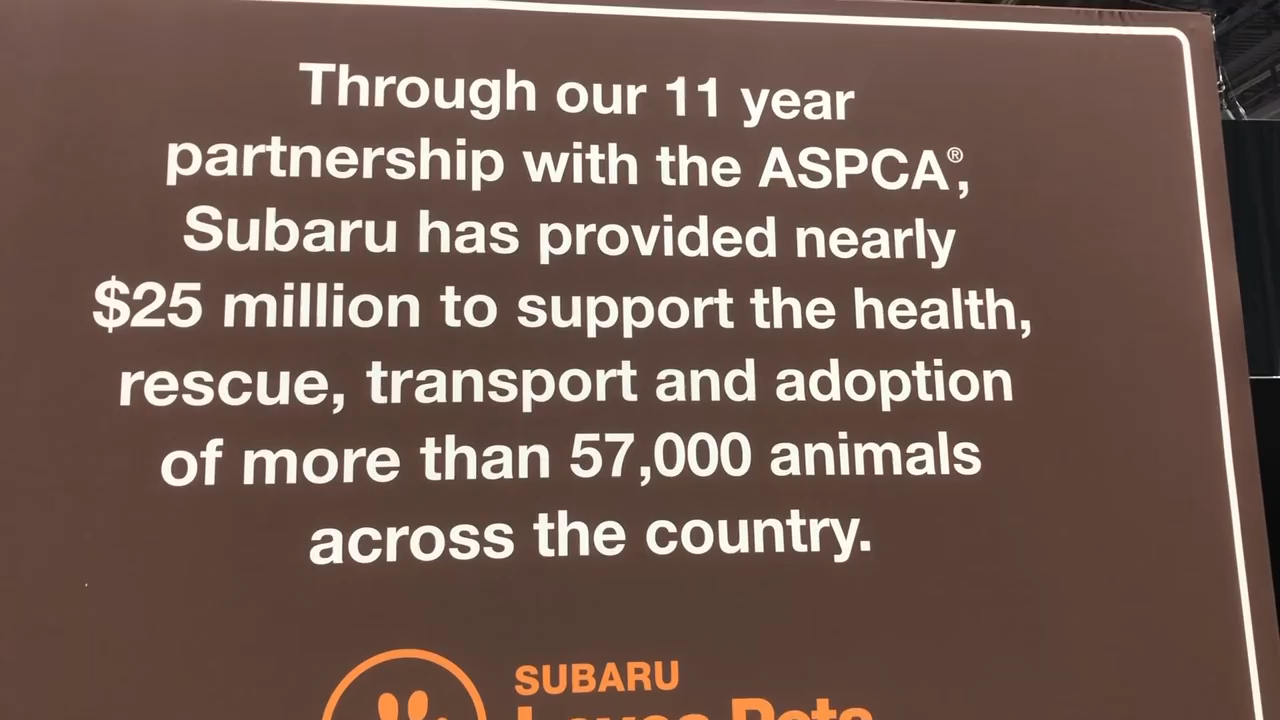 Through our 11 year
partnership with the ASPCA®,
Subaru has provided nearly
$25 million to support the health,
rescue, transport and adoption
of more than 57,000 animals
across the country.
SUBARU
Loves Pets